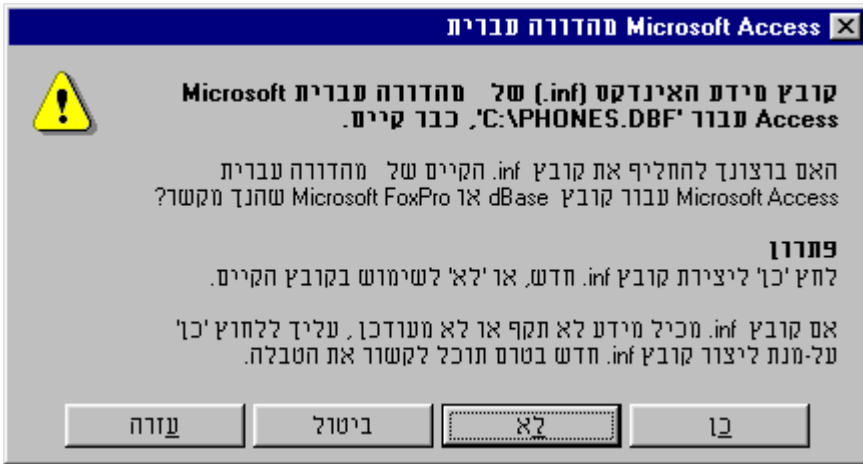 Microsoft Access מהדורה עברית
קובץ מידע האינדקס (inf.) של מהדורה עברית Microsoft
Access עבור 'C:\PHONES.DBF', כבר קיים.
האם ברצונך להחליף את קובץ inf. הקיים של מהדורה עברית
Microsoft Access עבור קובץ dBase או Microsoft FoxPro שהנך מקשר?
פתרון
לחץ 'כן' ליצירת קובץ inf. חדש, או 'לא' לשימוש בקובץ הקיים.
אם קובץ inf. מכיל מידע לא תקף או לא מעודכן , עליך ללחוץ 'כן'
על-מנת ליצור קובץ inf. חדש בטרם תוכל לקשור את הטבלה.
כן לא ביטול עזרה